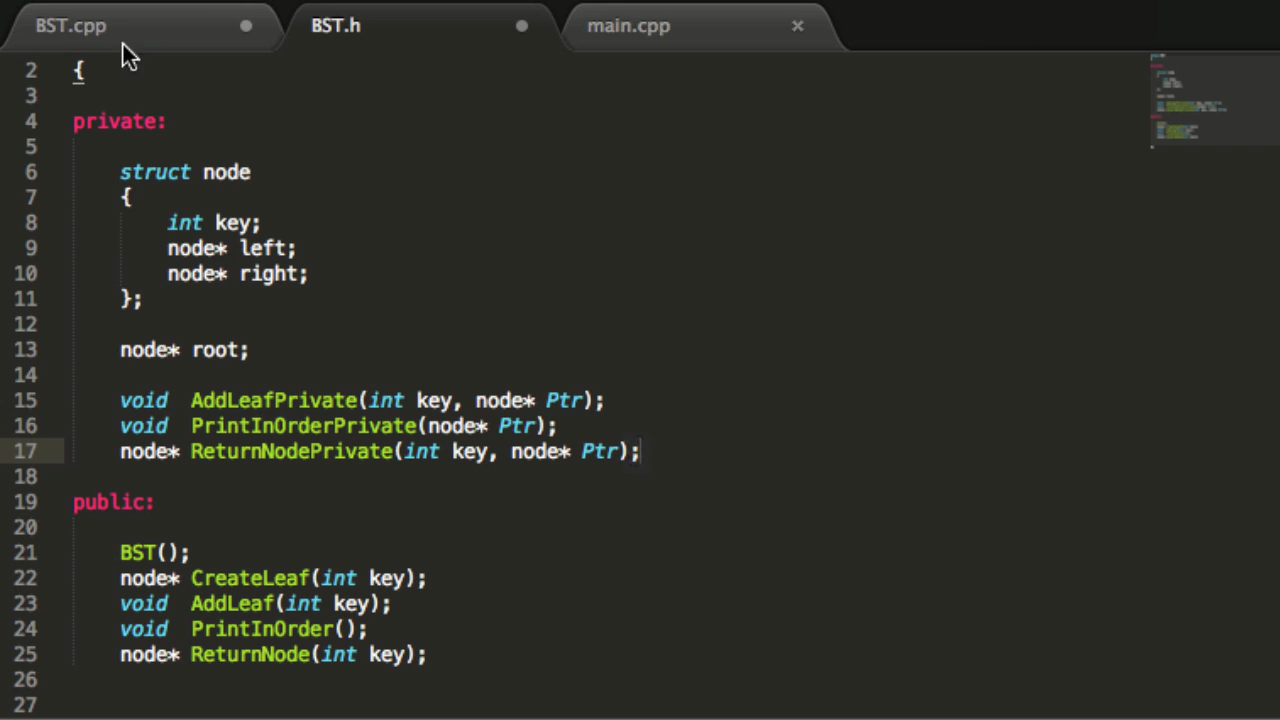 BST.cpp BST.h main.cpp
2 {
3
4 private:
5
6 struct node
7 {
8 int key;
9 node* left;
10 node* right;
11 };
12
13 node* root;
14
15 void AddLeafPrivate(int key, node* Ptr);
16 void PrintInOrderPrivate(node* Ptr);
17 node* ReturnNodePrivate(int key, node* Ptr);
18
19 public:
20
21 BST();
22 node* CreateLeaf(int key);
23 void AddLeaf(int key);
24 void PrintInOrder();
25 node* ReturnNode(int key);
26
27